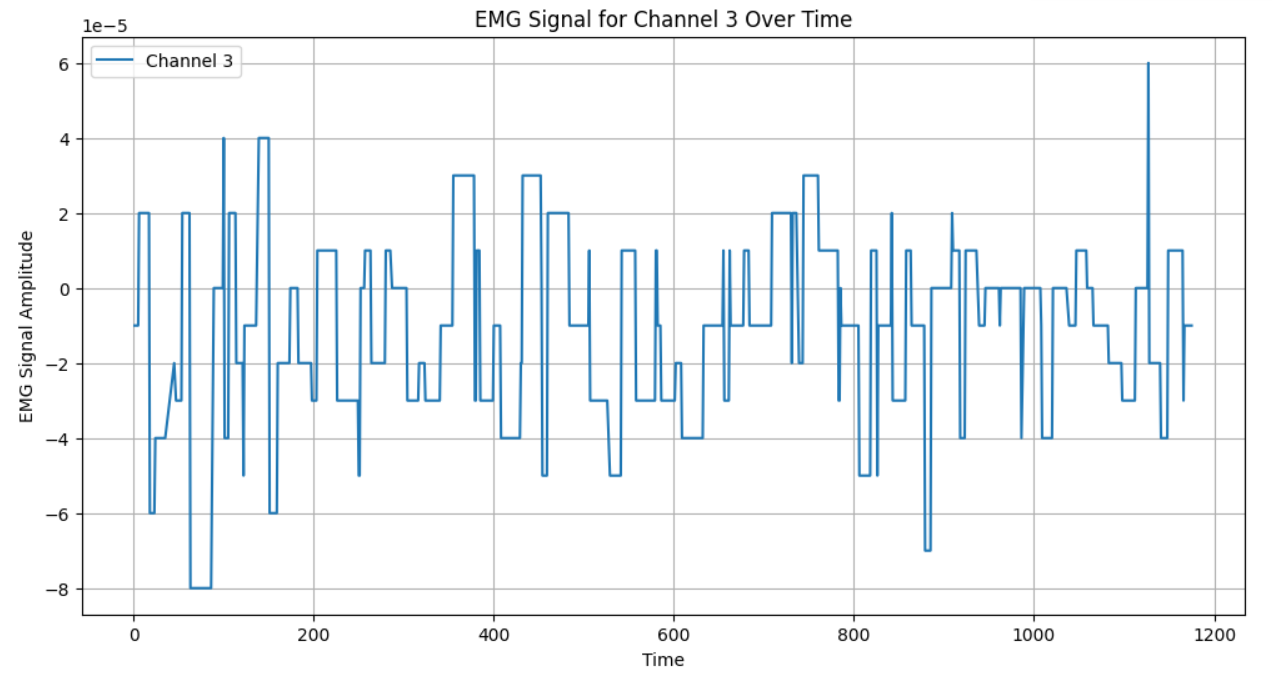 EMG Signal for Channel 3 Over Time
1e−5
Channel 3
6
4
2
0
−2
−4
−6
−8
EMG Signal Amplitude
0 200 400 600 800 1000 1200
Time